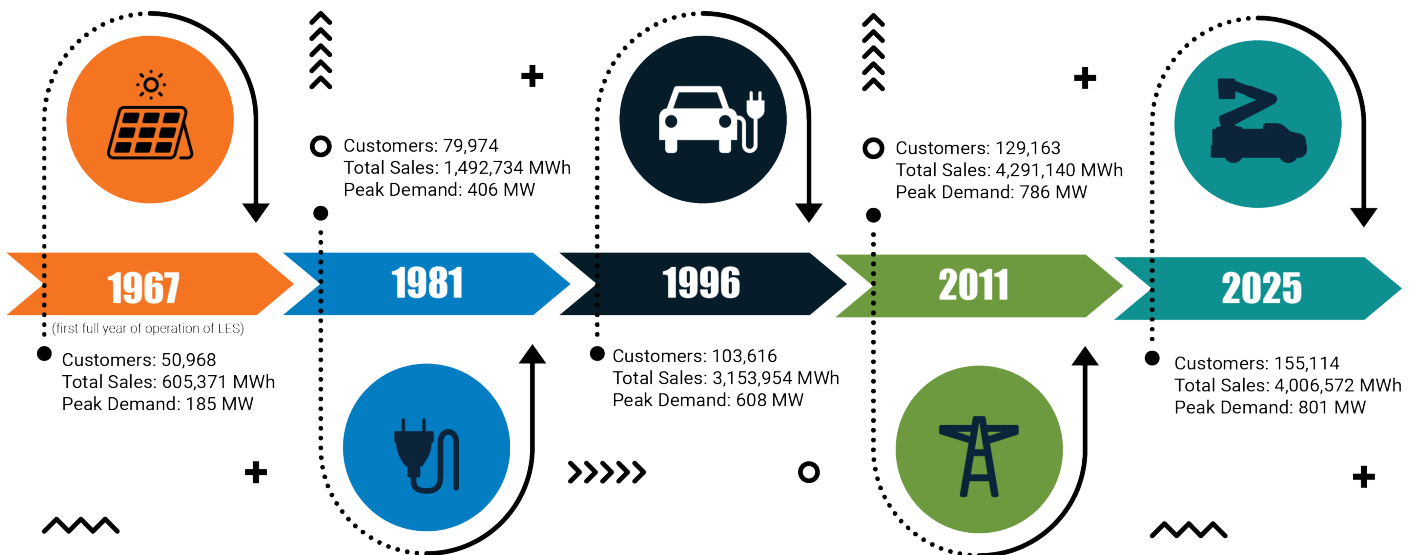 1967
(first full year of operation of LES)
Customers: 50,968
Total Sales: 605,371 MWh
Peak Demand: 185 MW
Customers: 79,974
Total Sales: 1,492,734 MWh
Peak Demand: 406 MW
1981
1996
Customers: 103,616
Total Sales: 3,153,954 MWh
Peak Demand: 608 MW
Customers: 129,163
Total Sales: 4,291,140 MWh
Peak Demand: 786 MW
2011
2025
Customers: 155,114
Total Sales: 4,006,572 MWh
Peak Demand: 801 MW